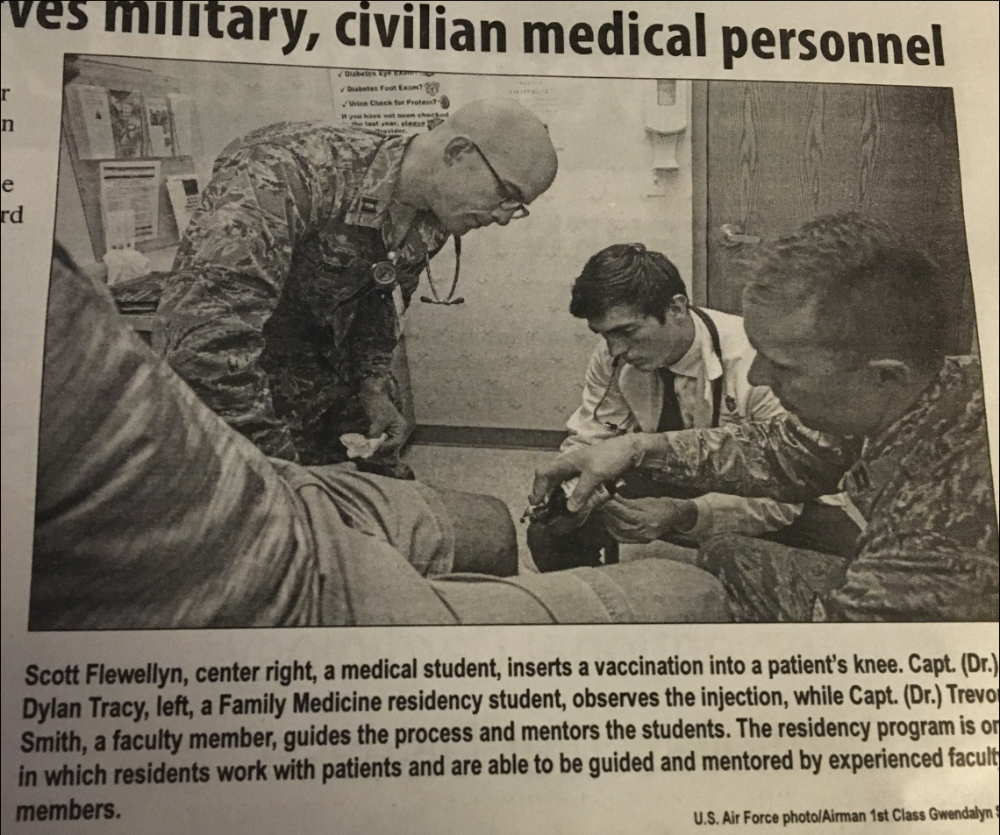 ves military, civilian medical personnel
r
n
e
rd
✓ Diabetes Eye Exam?
✓ Diabetes Foot Exam?
✓ Urine Check for Protein?
If you have not been checked
the last year, please
Provider.
Scott Flewellyn, center right, a medical student, inserts a vaccination into a patient's knee. Capt. (Dr.)
Dylan Tracy, left, a Family Medicine residency student, observes the injection, while Capt. (Dr.) Trevo
Smith, a faculty member, guides the process and mentors the students. The residency program is on
in which residents work with patients and are able to be guided and mentored by experienced facult
members.
U.S. Air Force photo/Airman 1st Class Gwendalyn S